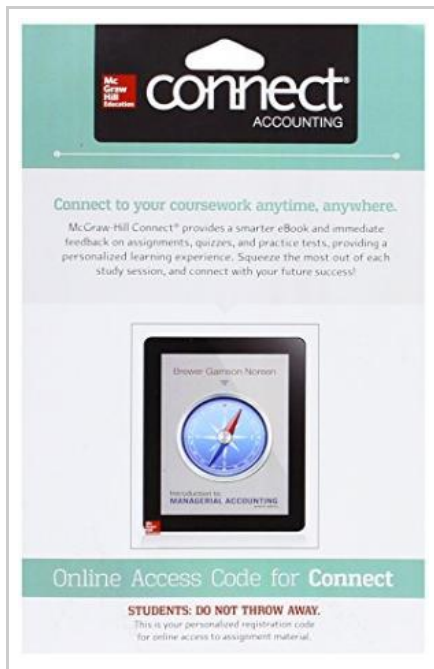 Mc
Graw
Hill
Education
connect®
ACCOUNTING
Connect to your coursework anytime, anywhere.
McGraw-Hill Connect® provides a smarter eBook and immediate
feedback on assignments, quizzes, and practice tests, providing a
personalized learning experience. Squeeze the most out of each
study session, and connect with your future success!
Brewer Garrison Noreen
Introduction to
MANAGERIAL ACCOUNTING
Mc
Graw
Hill
Online Access Code for Connect
STUDENTS: DO NOT THROW AWAY.
This is your personalized registration code
for online access to assignment material.